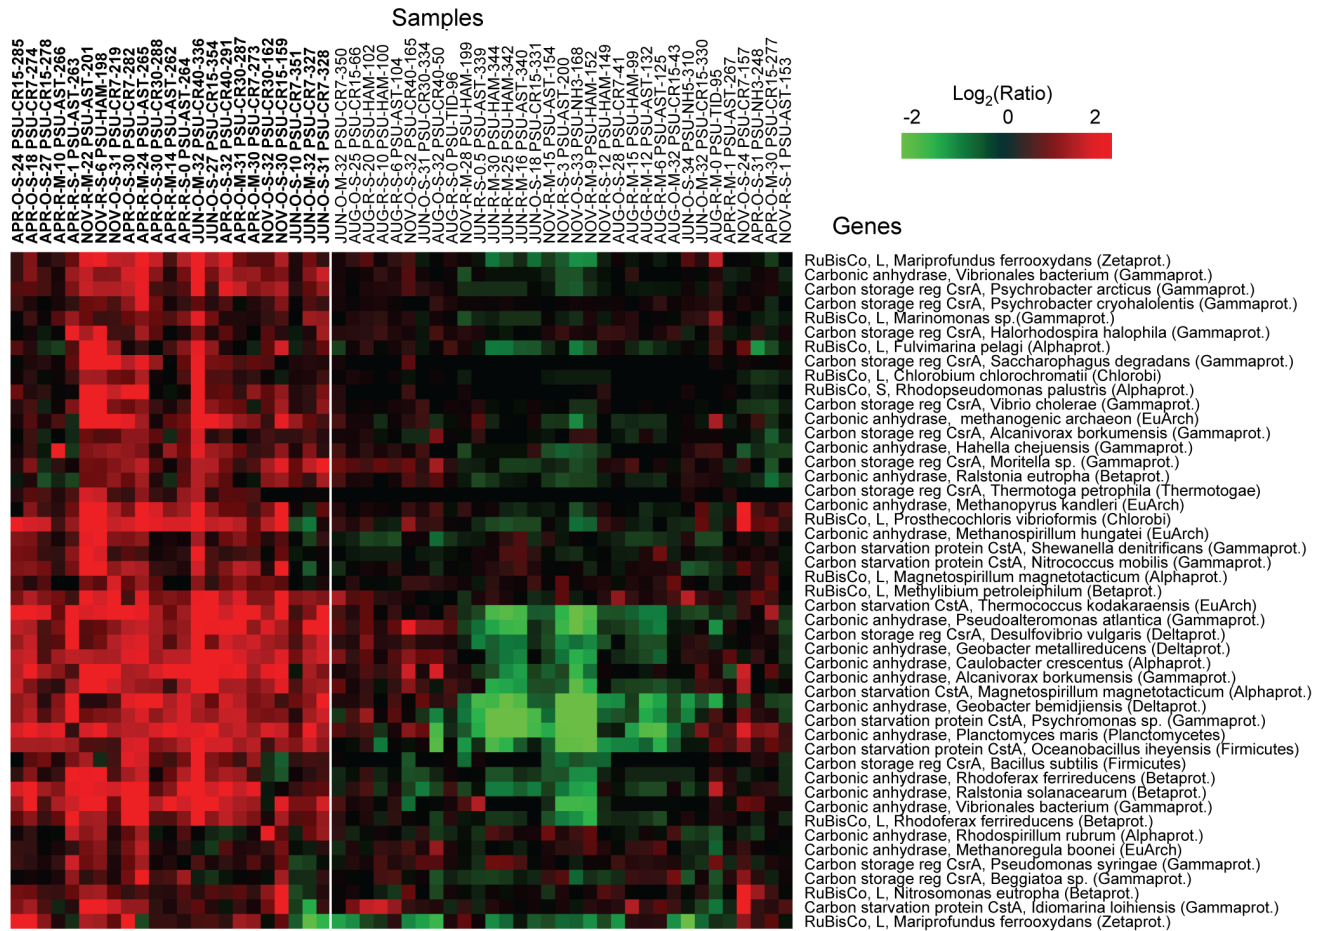 Samples
APR-O-S-24 PSU-CR15-285
APR-O-S-18 PSU-CR7-274
APR-O-S-27 PSU-CR15-278
APR-R-M-10 PSU-AST-266
APR-R-S-1 PSU-AST-263
NOV-R-M-22 PSU-AST-201
NOV-R-S-6 PSU-HAM-198
NOV-O-S-31 PSU-CR7-219
APR-O-S-30 PSU-CR7-282
APR-R-M-24 PSU-AST-265
APR-O-S-30 PSU-CR30-288
APR-R-M-14 PSU-AST-262
APR-R-S-0 PSU-AST-264
JUN-O-M-32 PSU-CR40-336
JUN-O-S-27 PSU-CR15-354
APR-O-S-32 PSU-CR40-291
APR-O-M-31 PSU-CR30-287
APR-O-M-30 PSU-CR7-273
NOV-O-S-32 PSU-CR30-162
NOV-O-S-30 PSU-CR15-159
JUN-O-S-10 PSU-CR7-351
JUN-O-M-32 PSU-CR7-327
JUN-O-S-31 PSU-CR7-328
JUN-O-M-32 PSU-CR7-350
AUG-O-S-25 PSU-CR15-66
AUG-R-S-20 PSU-HAM-102
AUG-R-S-10 PSU-HAM-100
AUG-R-S-6 PSU-AST-104
NOV-O-S-32 PSU-CR40-165
JUN-O-S-31 PSU-CR30-334
AUG-O-S-32 PSU-CR40-50
AUG-R-S-0 PSU-TID-96
NOV-R-M-28 PSU-HAM-199
JUN-R-S-0.5 PSU-AST-339
JUN-R-M-30 PSU-HAM-344
JUN-R-M-25 PSU-HAM-342
JUN-R-M-16 PSU-AST-340
JUN-O-S-18 PSU-CR15-331
NOV-R-M-15 PSU-AST-154
NOV-R-S-3 PSU-AST-200
NOV-O-S-33 PSU-NH3-168
NOV-R-M-9 PSU-HAM-152
NOV-R-S-12 PSU-HAM-149
AUG-O-S-26 PSU-CR7-41
AUG-R-M-15 PSU-HAM-99
AUG-R-M-12 PSU-AST-132
AUG-R-M-6 PSU-AST-125
AUG-O-M-32 PSU-CR15-43
JUN-O-S-34 PSU-NH5-310
JUN-O-M-32 PSU-CR15-330
AUG-R-M-0 PSU-TID-95
APR-R-M-1 PSU-AST-267
NOV-O-S-24 PSU-CR7-157
APR-O-S-31 PSU-NH3-248
APR-O-M-30 PSU-CR15-277
NOV-R-S-1 PSU-AST-153
Log2(Ratio)
-2 0 2
Genes
RuBisCo, L, Mariprofundus ferrooxydans (Zetaprot.)
Carbonic anhydrase, Vibrionales bacterium (Gammaprot.)
Carbon storage reg CsrA, Psychrobacter arcticus (Gammaprot.)
Carbon storage reg CsrA, Psychrobacter cryohalolentis (Gammaprot.)
RuBisCo, L, Marinomonas sp.(Gammaprot.)
Carbon storage reg CsrA, Halorhodospira halophila (Gammaprot.)
RuBisCo, L, Fulvimarina pelagi (Alphaprot.)
Carbon storage reg CsrA, Saccharophagus degradans (Gammaprot.)
RuBisCo, L, Chlorobium chlorochromatii (Chlorobi)
RuBisCo, S, Rhodopseudomonas palustris (Alphaprot.)
Carbon storage reg CsrA, Vibrio cholerae (Gammaprot.)
Carbonic anhydrase, methanogenic archaeon (EuArch)
Carbon storage reg CsrA, Alcanivorax borkumensis (Gammaprot.)
Carbonic anhydrase, Hahella chejuensis (Gammaprot.)
Carbon storage reg CsrA, Moritella sp. (Gammaprot.)
Carbonic anhydrase, Ralstonia eutropha (Betaprot.)
Carbon storage reg CsrA, Thermotoga petrophila (Thermotogae)
Carbonic anhydrase, Methanopyrus kandleri (EuArch)
RuBisCo, L, Prosthecochloris vibrioformis (Chlorobi)
Carbonic anhydrase, Methanospirillum hungatei (EuArch)
Carbon starvation protein CstA, Shewanella denitrificans (Gammaprot.)
Carbon starvation protein CstA, Nitrococcus mobilis (Gammaprot.)
RuBisCo, L, Magnetospirillum magnetotacticum (Alphaprot.)
RuBisCo, L, Methylibium petroleiphilum (Betaprot.)
Carbon starvation CstA, Thermococcus kodakaraensis (EuArch)
Carbonic anhydrase, Pseudoalteromonas atlantica (Gammaprot.)
Carbon storage reg CsrA, Desulfovibrio vulgaris (Deltaprot.)
Carbonic anhydrase, Geobacter metallireducens (Deltaprot.)
Carbonic anhydrase, Caulobacter crescentus (Alphaprot.)
Carbonic anhydrase, Alcanivorax borkumensis (Gammaprot.)
Carbon starvation CstA, Magnetospirillum magnetotacticum (Alphaprot.)
Carbonic anhydrase, Geobacter bemidjiensis (Deltaprot.)
Carbon starvation protein CstA, Psychromonas sp. (Gammaprot.)
Carbonic anhydrase, Planctomyces maris (Planctomycetes)
Carbon starvation protein CstA, Oceanobacillus iheyensis (Firmicutes)
Carbon storage reg CsrA, Bacillus subtilis (Firmicutes)
Carbonic anhydrase, Rhodoferax ferrireducens (Betaprot.)
Carbonic anhydrase, Ralstonia solanacearum (Betaprot.)
Carbonic anhydrase, Vibrionales bacterium (Gammaprot.)
RuBisCo, L, Rhodoferax ferrireducens (Betaprot.)
Carbonic anhydrase, Rhodospirillum rubrum (Alphaprot.)
Carbonic anhydrase, Methanoregula boonei (EuArch)
Carbon storage reg CsrA, Pseudomonas syringae (Gammaprot.)
Carbon storage reg CsrA, Beggiatoa sp. (Gammaprot.)
RuBisCo, L, Nitrosomonas eutropha (Betaprot.)
Carbon starvation protein CstA, Idiomarina loihiensis (Gammaprot.)
RuBisCo, L, Mariprofundus ferrooxydans (Zetaprot.)